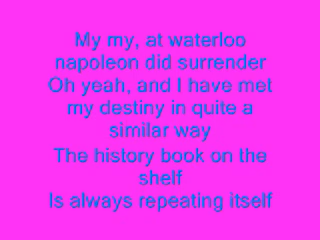 My my, at waterloo
napoleon did surrender
Oh yeah, and I have met
my destiny in quite a
similar way
The history book on the
shelf
Is always repeating itself